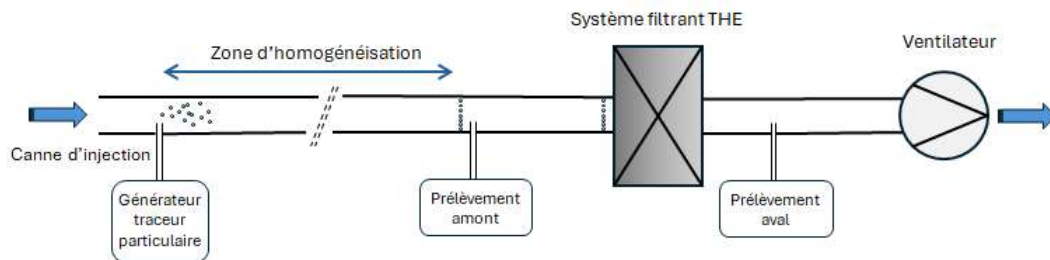 Système filtrant THE
Zone d'homogénéisation
Ventilateur
Canne d'injection
Générateur
traceur
particulaire
Prélèvement
amont
Prélèvement
aval